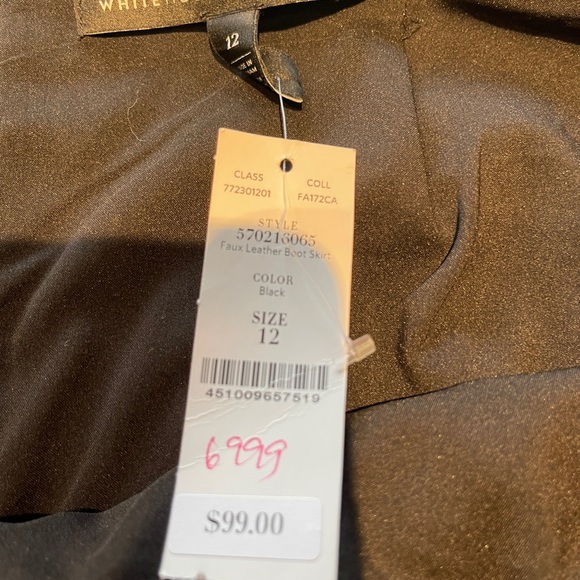 WHITE
12
CLASS COLL
772301201 FA172CA
STYLE
570216065
Faux Leather Boot Skirt
COLOR
Black
SIZE
12
451009657519
6999
$99.00